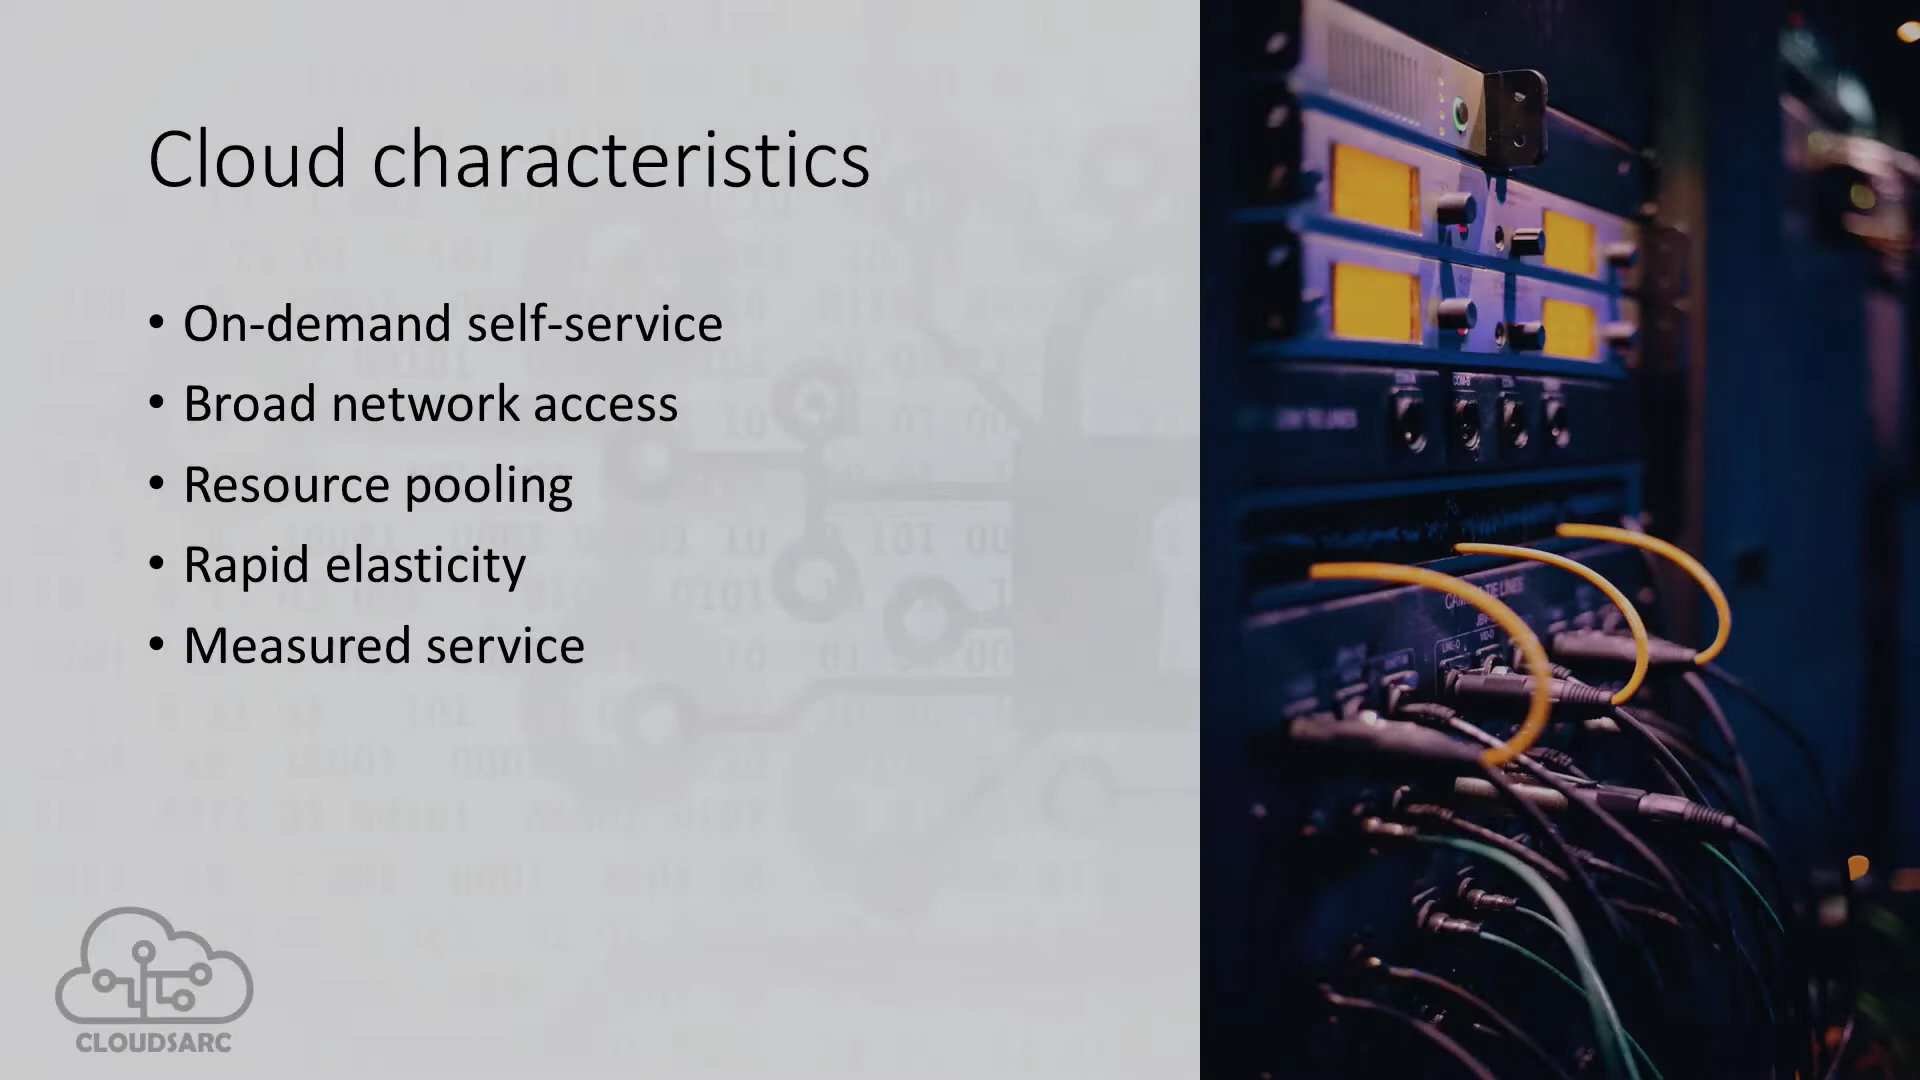 Cloud characteristics
• On-demand self-service
• Broad network access
• Resource pooling
• Rapid elasticity
• Measured service
CLOUDSARC